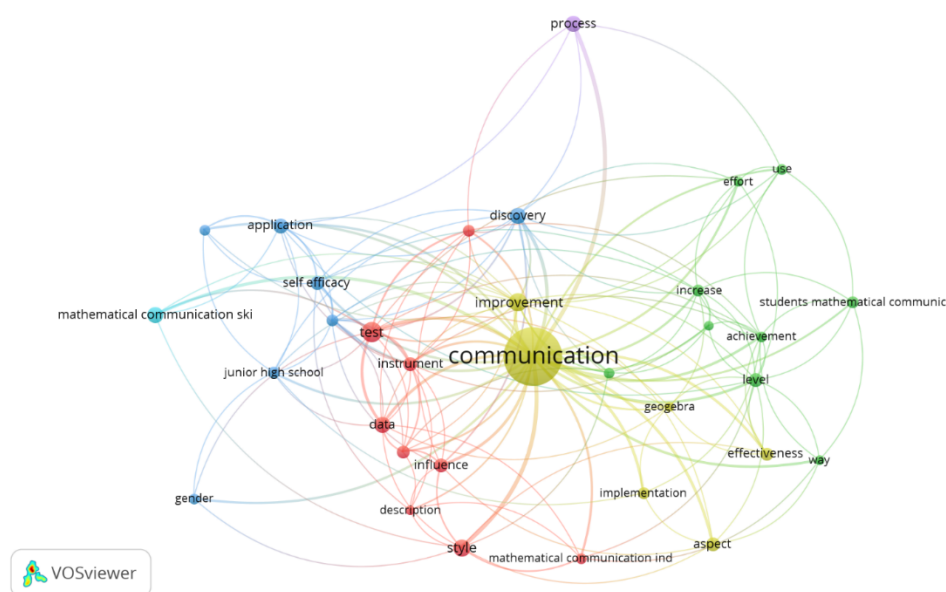 process
use
effort
discovery
application
self efficacy
increase
improvement
students mathematical communic
mathematical communication ski
test
achievement
communication
instrument
junior high school
level
geogebra
data
effectiveness
way
influence
gender
implementation
description
aspect
style
mathematical communication ind
VOSviewer